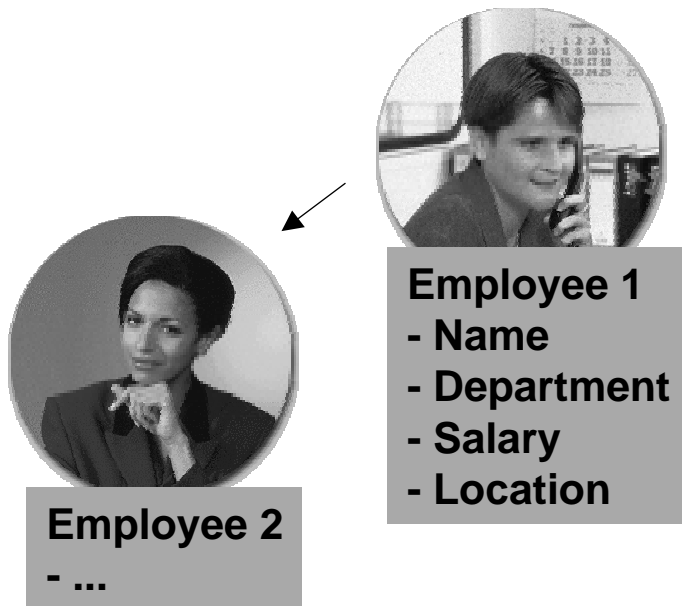 Employee 1
- Name
- Department
- Salary
- Location
Employee 2
- ...